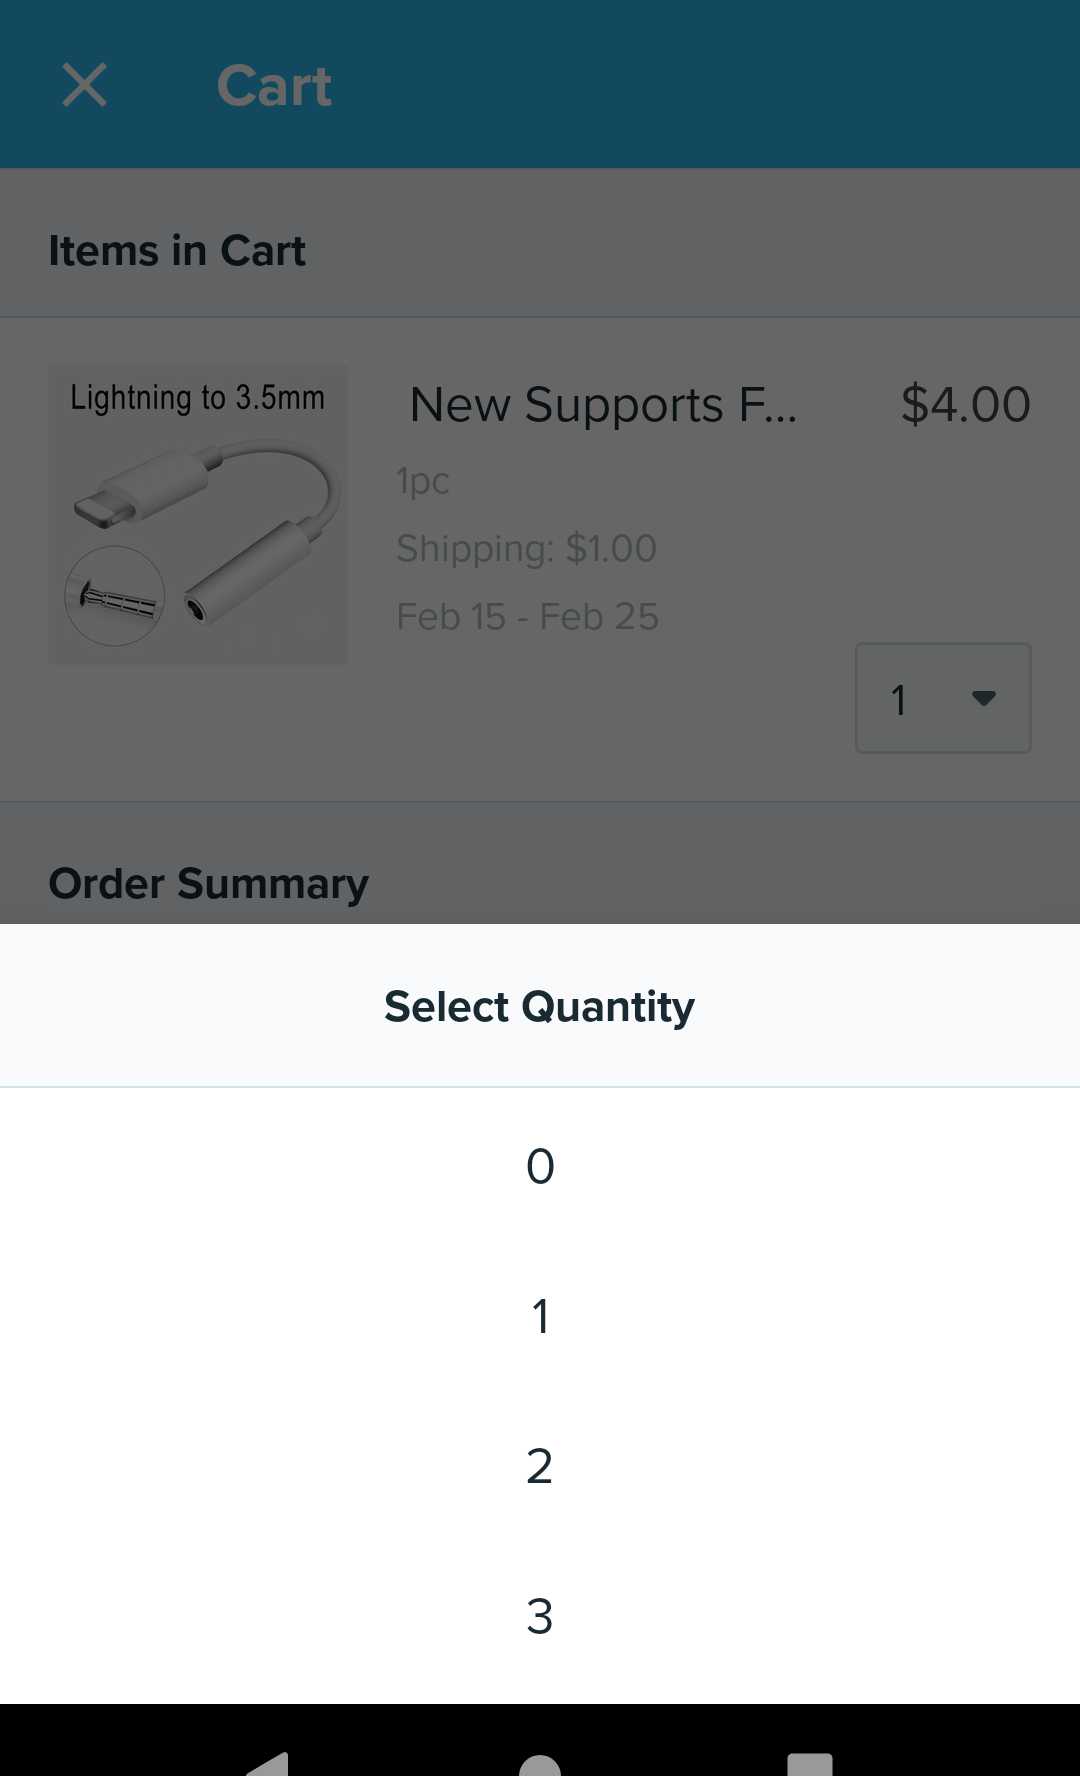 Cart
Items in Cart
Lightning to 3.5mm
New Supports F...
$4.00
1pc
Shipping: $1.00
Feb 15 - Feb 25
1
Order Summary
Select Quantity
0
1
2
3